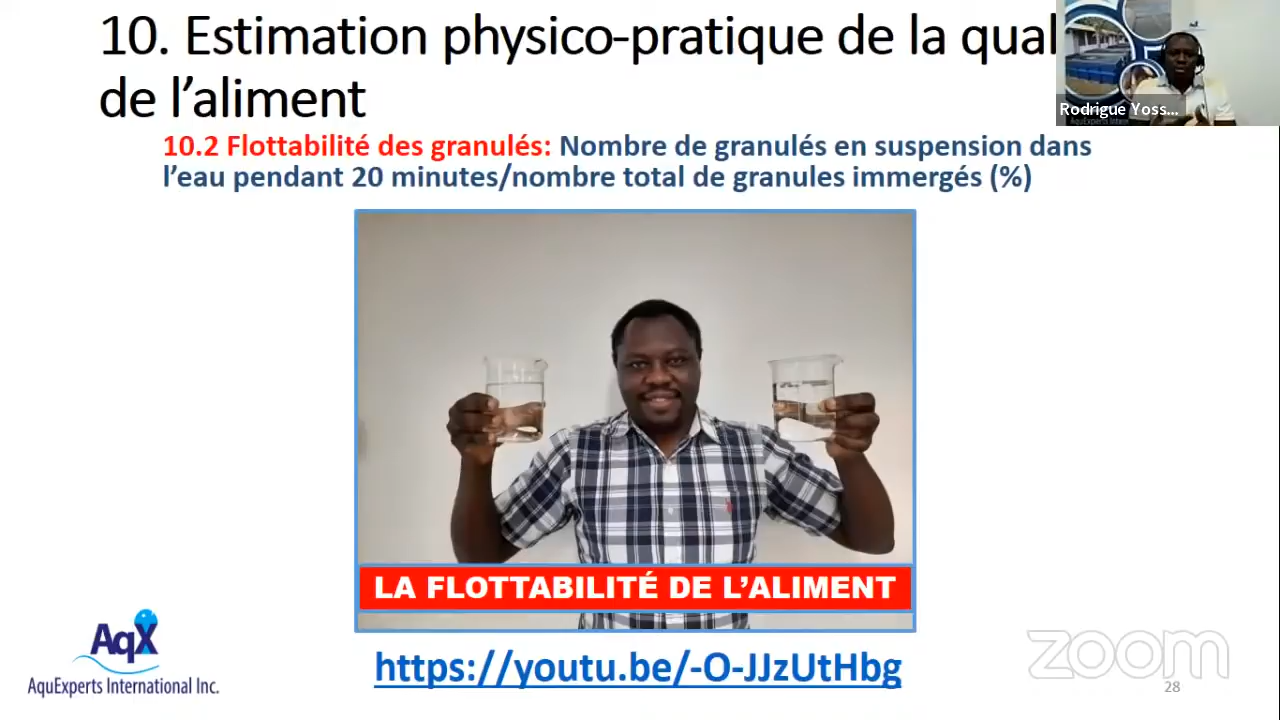 10. Estimation physico-pratique de la qual
de l’aliment
Rodrigue Yoss...
10.2 Flottabilité des granulés: Nombre de granulés en suspension dans
l’eau pendant 20 minutes/nombre total de granules immergés (%)
LA FLOTTABILITÉ DE L’ALIMENT
https://youtu.be/-O-JJzUtHbg
AqX
AquExperts International Inc.
zoom
28